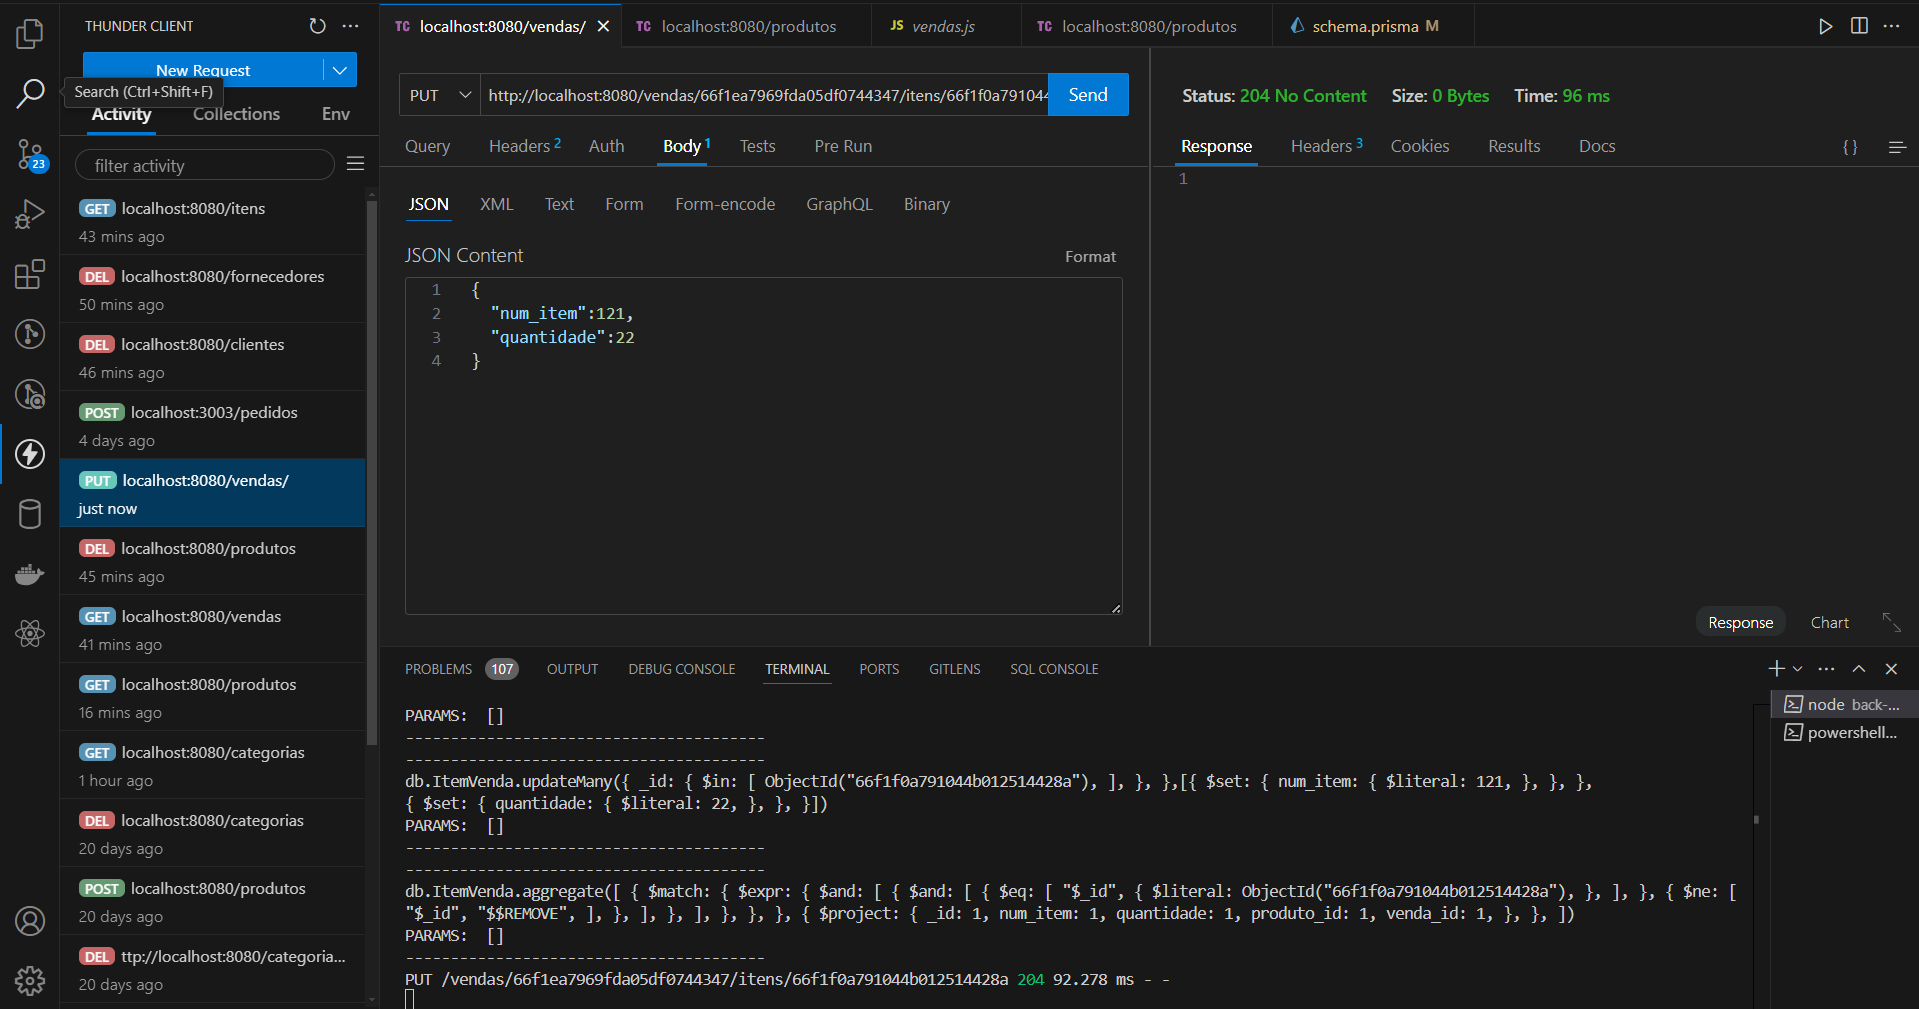 THUNDER CLIENT
New Request
Search (Ctrl+Shift+F)
Activity
Collections
Env
23
filter activity
GET localhost:8080/itens
43 mins ago
DEL localhost:8080/fornecedores
50 mins ago
DEL localhost:8080/clientes
46 mins ago
POST localhost:3003/pedidos
4 days ago
PUT localhost:8080/vendas/
just now
DEL localhost:8080/produtos
45 mins ago
GET localhost:8080/vendas
41 mins ago
GET localhost:8080/produtos
16 mins ago
GET localhost:8080/categorias
1 hour ago
DEL localhost:8080/categorias
20 days ago
POST localhost:8080/produtos
20 days ago
DEL ttp://localhost:8080/categoria...
20 days ago
TC localhost:8080/vendas/
TC localhost:8080/produtos
JS vendas.js
TC localhost:8080/produtos
schema.prisma M
PUT
http://localhost:8080/vendas/66f1ea7969fda05df0744347/itens/66f1f0a791044
Send
Query
Headers 2
Auth
Body 1
Tests
Pre Run
JSON
XML
Text
Form
Form-encode
GraphQL
Binary
JSON Content
Format
1 {
2 "num_item":121,
3 "quantidade":22
4 }
Status: 204 No Content Size: 0 Bytes Time: 96 ms
Response
Headers 3
Cookies
Results
Docs
{}
1
Response
Chart
PROBLEMS 107
OUTPUT
DEBUG CONSOLE
TERMINAL
PORTS
GITLENS
SQL CONSOLE
PARAMS: []
----------------------------------------
----------------------------------------
db.ItemVenda.updateMany({ _id: { $in: [ ObjectId("66f1f0a791044b012514428a"), ], }, },[{ $set: { num_item: { $literal: 121, }, }, },
{ $set: { quantidade: { $literal: 22, }, }, }])
PARAMS: []
----------------------------------------
----------------------------------------
db.ItemVenda.aggregate([ { $match: { $expr: { $and: [ { $and: [ { $eq: [ "$_id", { $literal: ObjectId("66f1f0a791044b012514428a"), }, ], }, { $ne: [
"$_id", "$$REMOVE", ], }, ], }, ], }, }, }, { $project: { _id: 1, num_item: 1, quantidade: 1, produto_id: 1, venda_id: 1, }, }, ])
PARAMS: []
----------------------------------------
PUT /vendas/66f1ea7969fda05df0744347/itens/66f1f0a791044b012514428a 204 92.278 ms - -
node back-...
powershell...